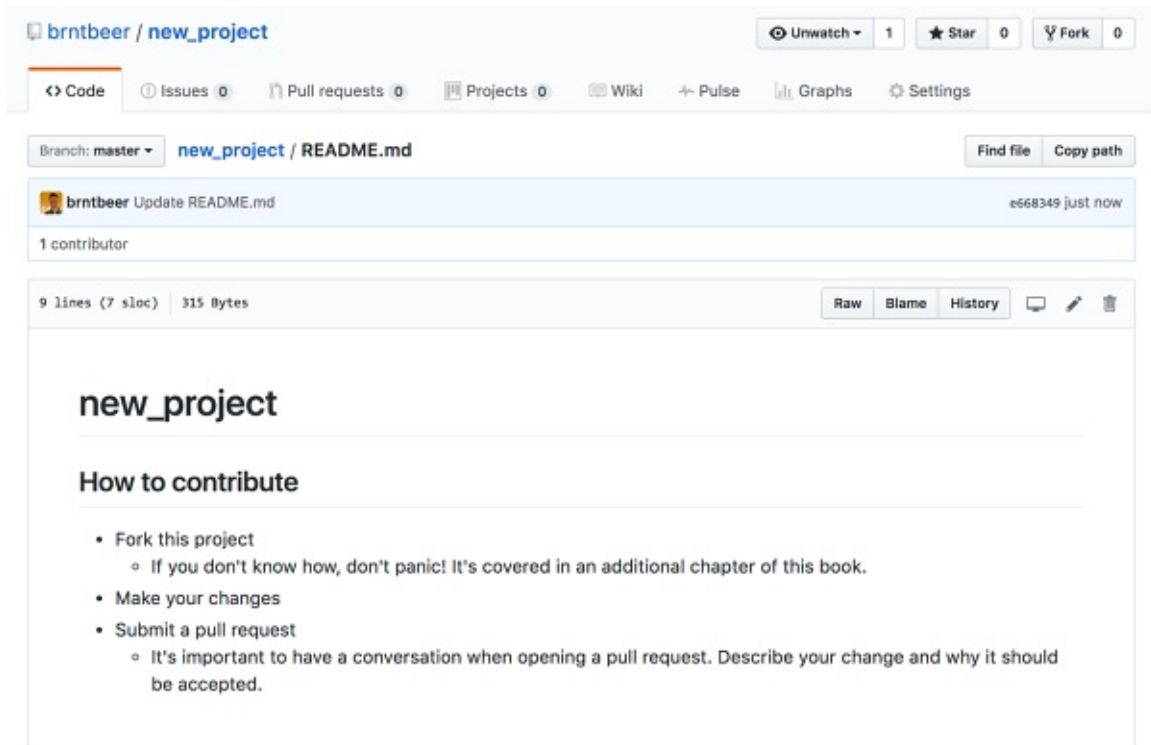 brntbeer / new_project
Unwatch 1 Star 0 Fork 0
Code Issues 0 Pull requests 0 Projects 0 Wiki Pulse Graphs Settings
Branch: master new_project / README.md Find file Copy path
brntbeer Update README.md e668349 just now
1 contributor
9 lines (7 sloc) 315 Bytes Raw Blame History
new_project
How to contribute
• Fork this project
◦ If you don't know how, don't panic! It's covered in an additional chapter of this book.
• Make your changes
• Submit a pull request
◦ It's important to have a conversation when opening a pull request. Describe your change and why it should
be accepted.